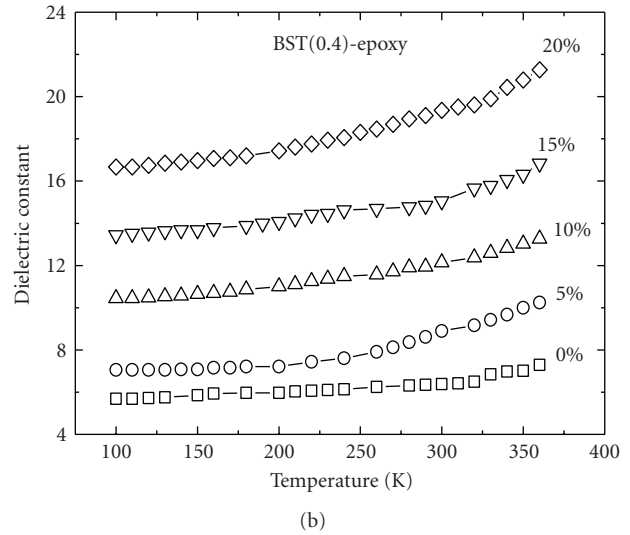 24
20
16
12
8
4
Dielectric constant
BST(0.4)-epoxy
20%
15%
10%
5%
0%
100 150 200 250 300 350 400
Temperature (K)
(b)